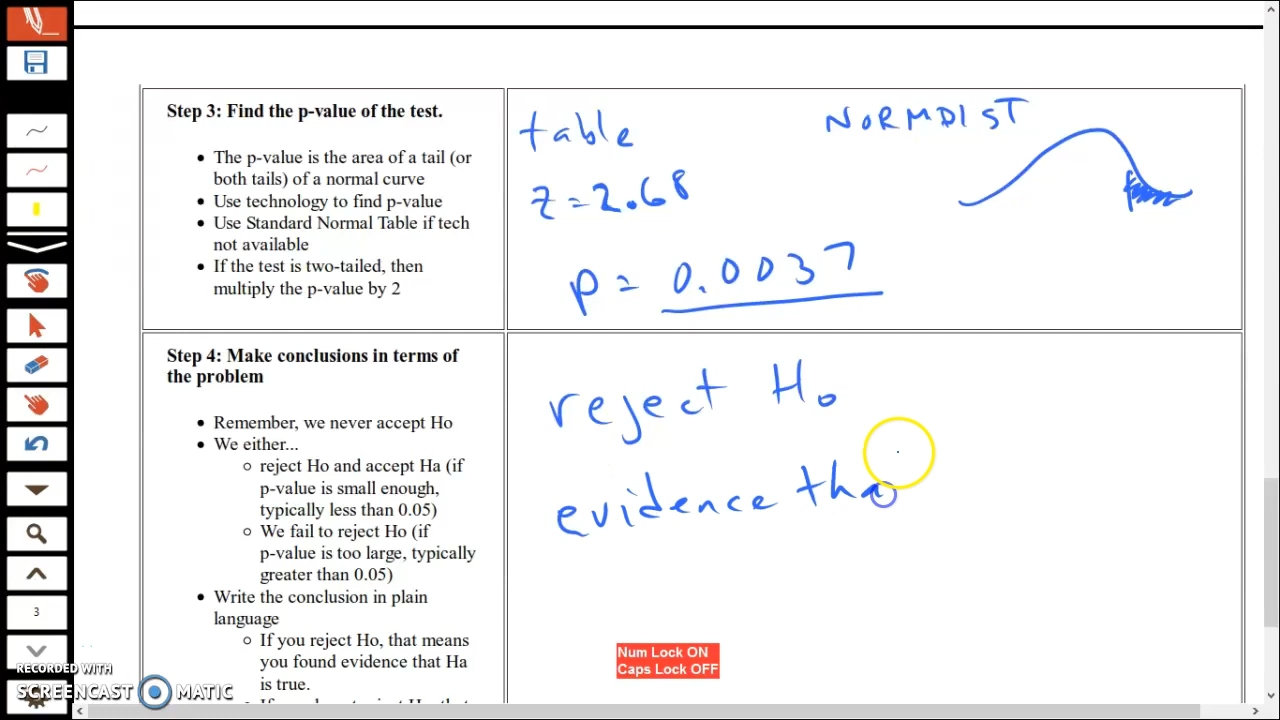 Step 3: Find the p-value of the test.
• The p-value is the area of a tail (or
both tails) of a normal curve
• Use technology to find p-value
• Use Standard Normal Table if tech
not available
• If the test is two-tailed, then
multiply the p-value by 2
table
NORMDIST
z = 2.68
p = 0.0037
Step 4: Make conclusions in terms of
the problem
• Remember, we never accept Ho
• We either...
○ reject Ho and accept Ha (if
p-value is small enough,
typically less than 0.05)
○ We fail to reject Ho (if
p-value is too large, typically
greater than 0.05)
• Write the conclusion in plain
language
○ If you reject Ho, that means
you found evidence that Ha
is true.
reject Ho
evidence tha
3
Num Lock ON
Caps Lock OFF
RECORDED WITH
SCREENCAST MATIC